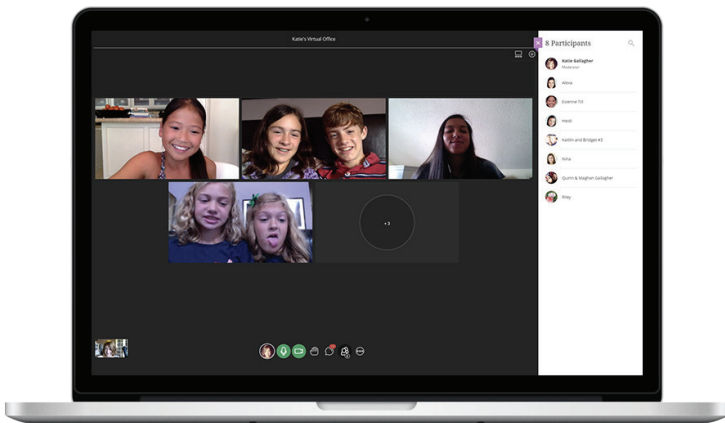 Katie's Virtual Office
8 Participants
Katie Gallagher
Moderator
Alexa
Heidi
Kaitlin and Bridget #3
Nina
Quinn & Meghan Gallagher
Riley
+ 3